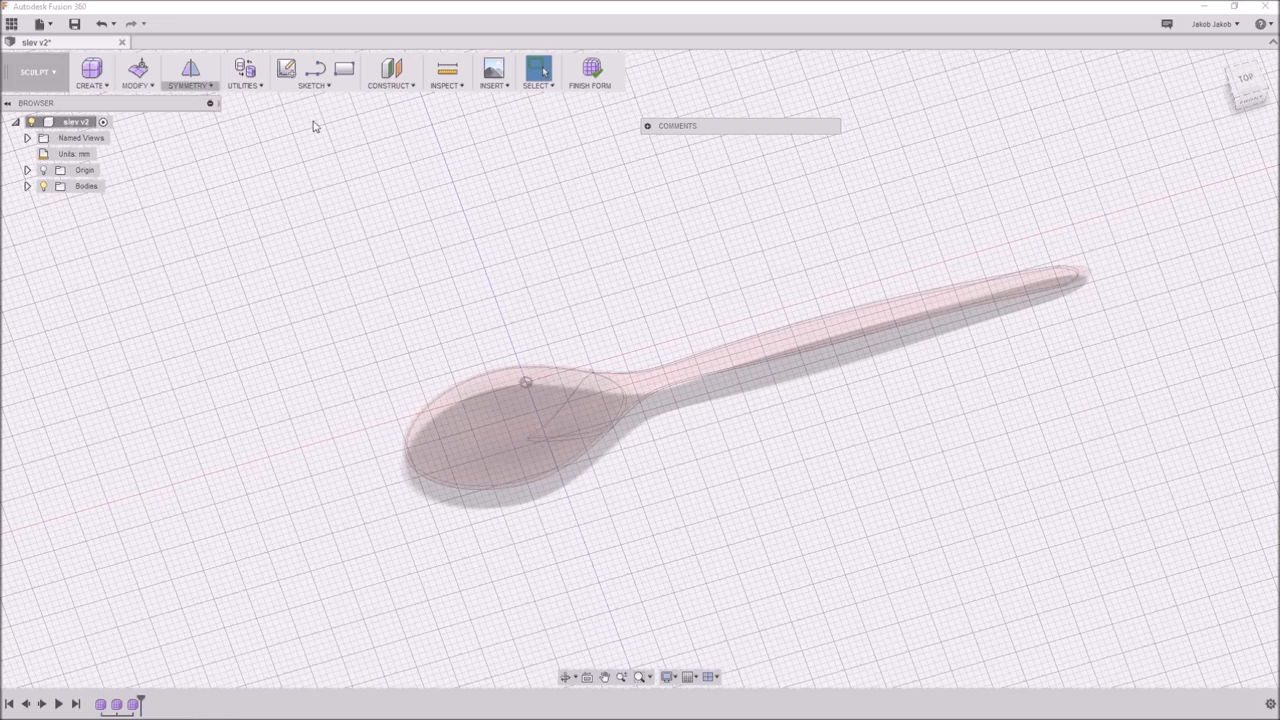 Autodesk Fusion 360
Jakob Jakob
slev v2*
SCULPT
CREATE
MODIFY
SYMMETRY
UTILITIES
SKETCH
CONSTRUCT
INSPECT
INSERT
SELECT
FINISH FORM
TOP
BROWSER
COMMENTS
slev v2
Named Views
Units: mm
Origin
Bodies